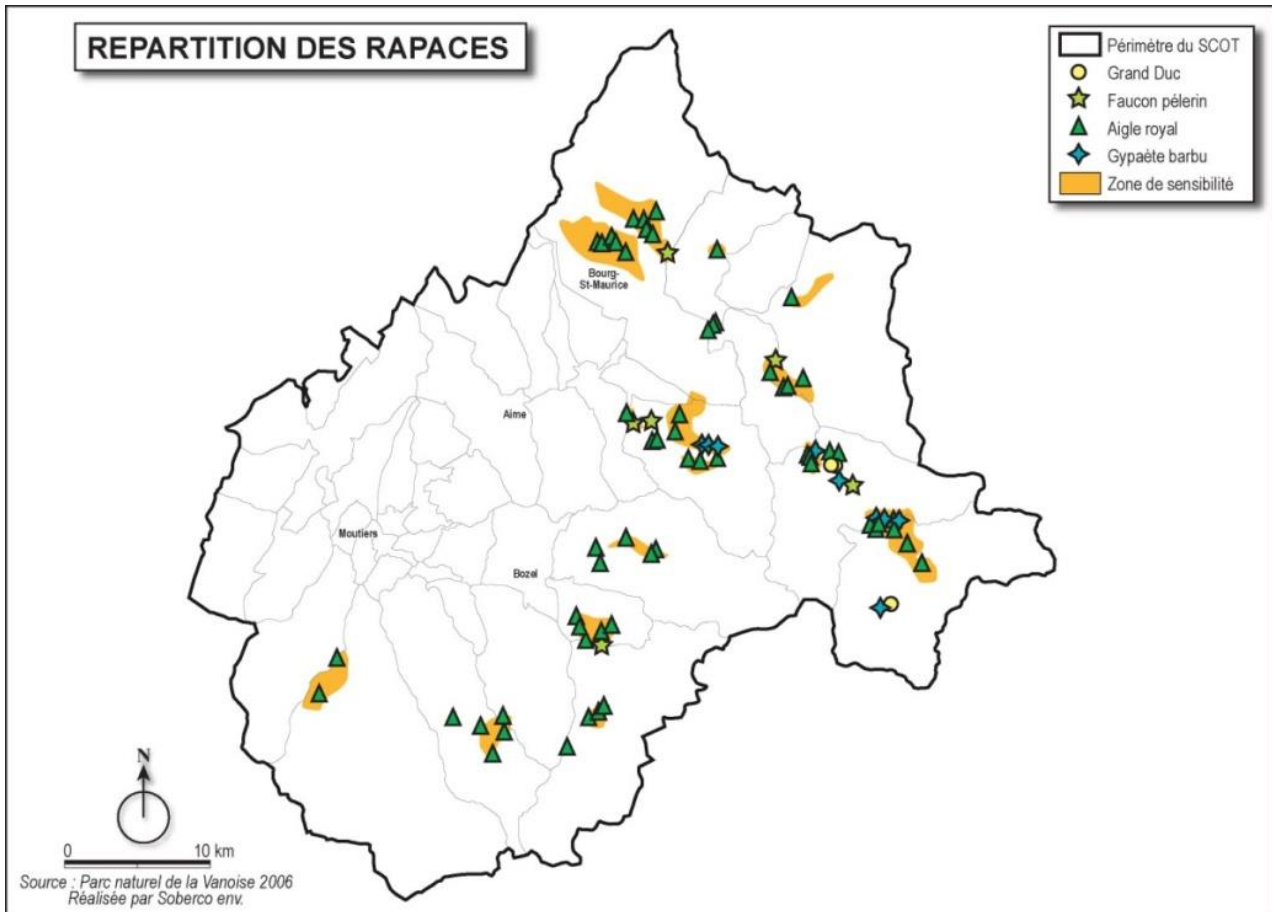 REPARTITION DES RAPACES
Périmètre du SCOT
Grand Duc
Faucon pélerin
Aigle royal
Gypaète barbu
Zone de sensibilité
Bourg-
St-Maurice
Aime
Moutiers
Bozel
N
0 10 km
Source : Parc naturel de la Vanoise 2006
Réalisée par Soberco env.